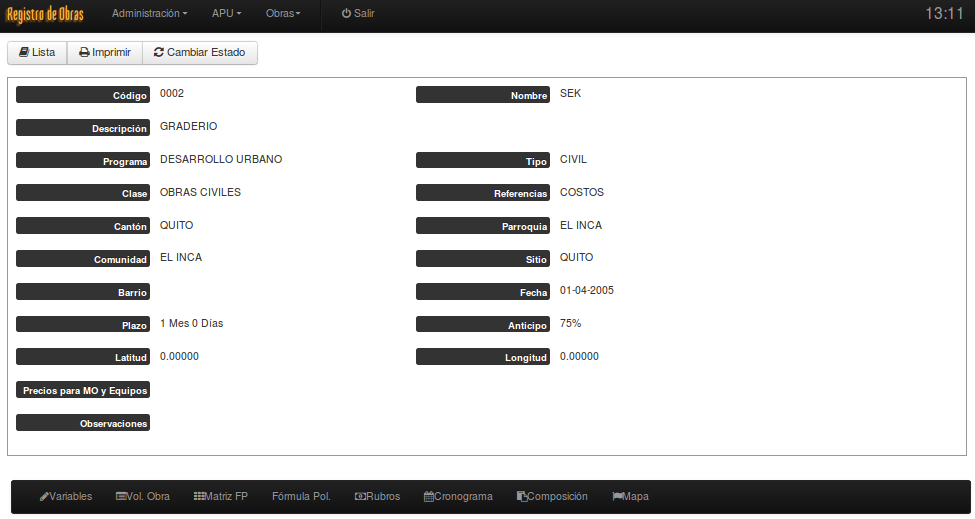 Registro de Obras Administración APU Obras Salir 13:11
Lista Imprimir Cambiar Estado
Código 0002 Nombre SEK
Descripción GRADERIO
Programa DESARROLLO URBANO Tipo CIVIL
Clase OBRAS CIVILES Referencias COSTOS
Cantón QUITO Parroquia EL INCA
Comunidad EL INCA Sitio QUITO
Barrio Fecha 01-04-2005
Plazo 1 Mes 0 Días Anticipo 75%
Latitud 0.00000 Longitud 0.00000
Precios para MO y Equipos
Observaciones
Variables Vol. Obra Matriz FP Fórmula Pol. Rubros Cronograma Composición Mapa